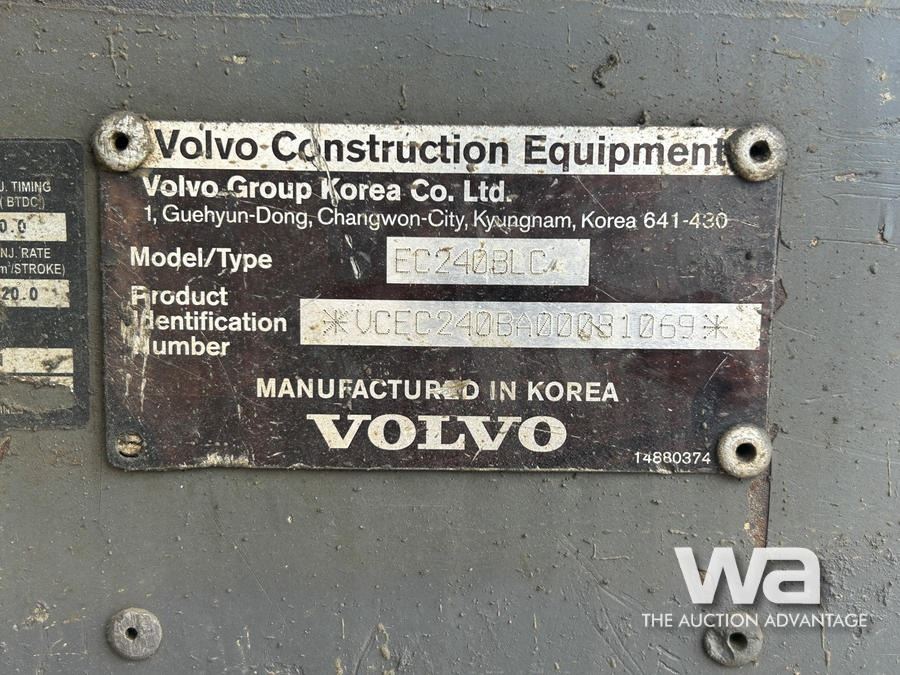 J. TIMING
( BTDC )
0.0
NJ. RATE
m³/STROKE)
20.0
Volvo Construction Equipment
Volvo Group Korea Co. Ltd.
1, Guehyun-Dong, Changwon-City, Kyungnam, Korea 641-430
Model/Type
EC240BLC
Product
Identification
Number
*VCEC240BA00081069*
MANUFACTURED IN KOREA
VOLVO
14880374
wa
THE AUCTION ADVANTAGE